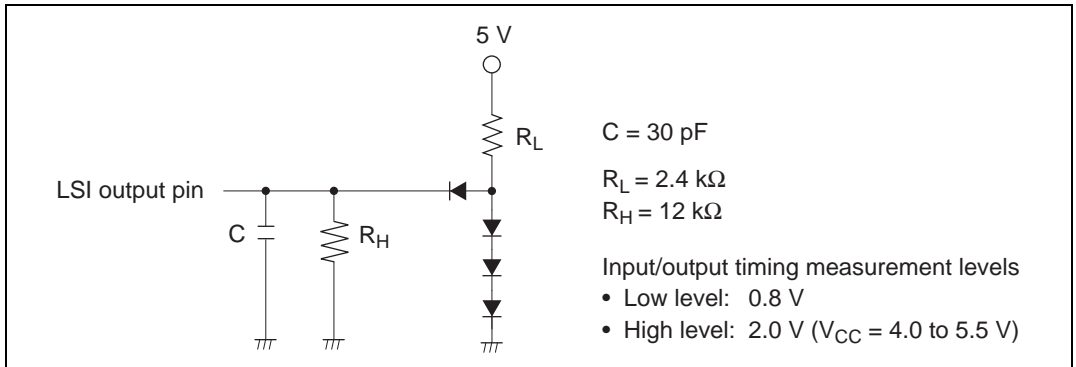 5 V
R_L
C = 30 pF
LSI output pin
R_L = 2.4 kΩ
R_H = 12 kΩ
C
R_H
Input/output timing measurement levels
• Low level: 0.8 V
• High level: 2.0 V (V_CC = 4.0 to 5.5 V)